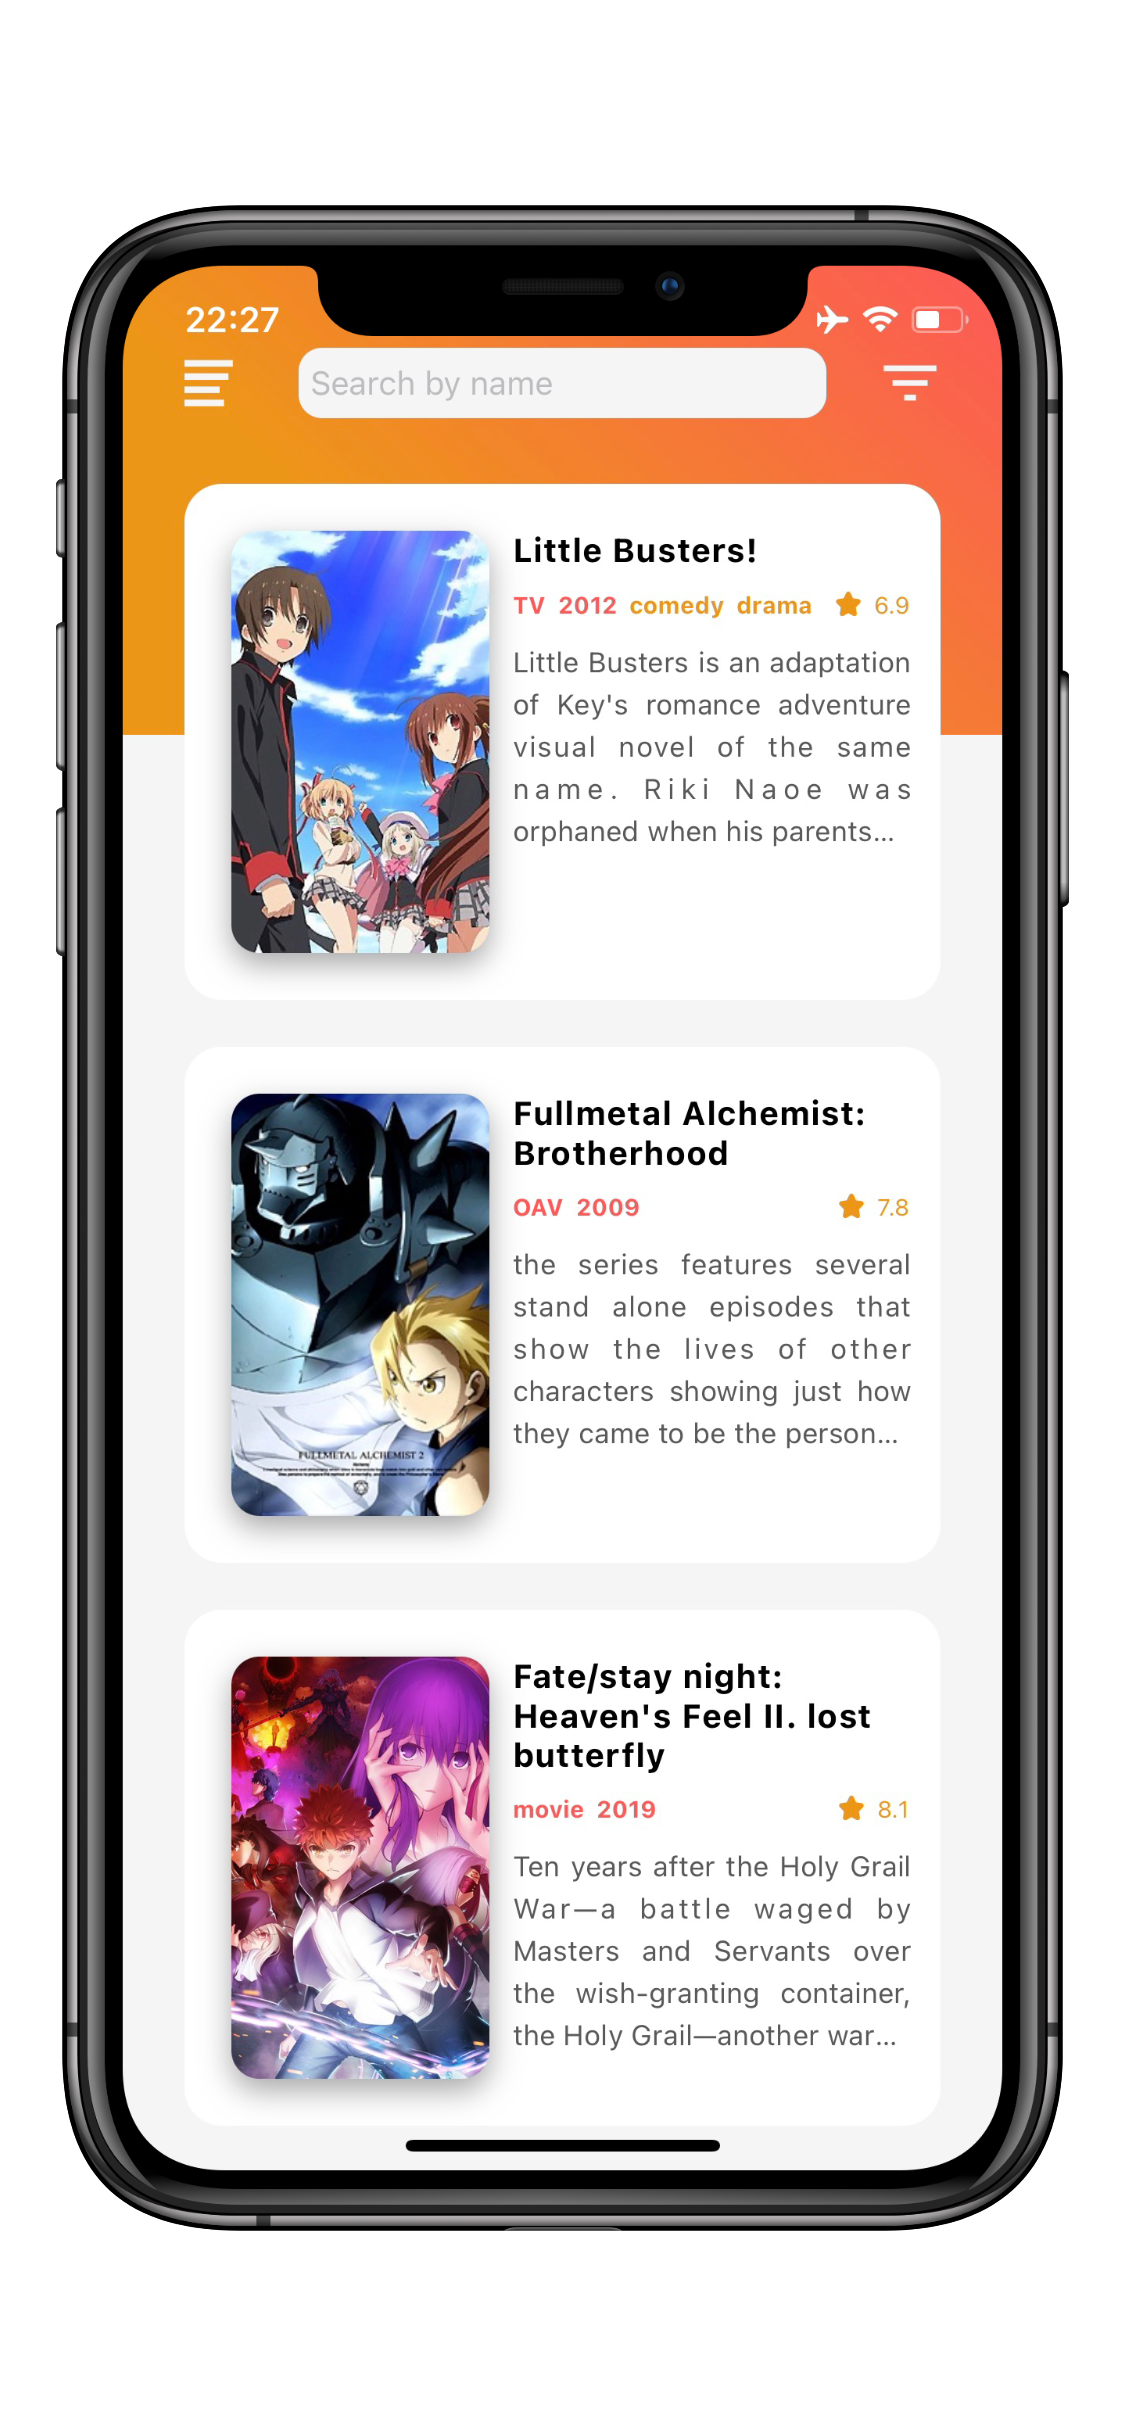 22:27
Search by name
Little Busters!
TV 2012 comedy drama 6.9
Little Busters is an adaptation
of Key's romance adventure
visual novel of the same
name. Riki Naoe was
orphaned when his parents...
Fullmetal Alchemist:
Brotherhood
OAV 2009 7.8
the series features several
stand alone episodes that
show the lives of other
characters showing just how
they came to be the person...
FULLMETAL ALCHEMIST 2
Fate/stay night:
Heaven's Feel II. lost
butterfly
movie 2019 8.1
Ten years after the Holy Grail
War—a battle waged by
Masters and Servants over
the wish-granting container,
the Holy Grail—another war...